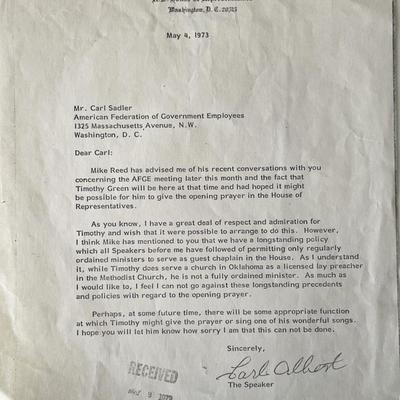 Washington, D.C. 20515
May 4, 1973
Mr. Carl Sadler
American Federation of Government Employees
1325 Massachusetts Avenue, N.W.
Washington, D. C.
Dear Carl:
Mike Reed has advised me of his recent conversations with you
concerning the AFGE meeting later this month and the fact that
Timothy Green will be here at that time and had hoped it might
be possible for him to give the opening prayer in the House of
Representatives.
As you know, I have a great deal of respect and admiration for
Timothy and wish that it were possible to arrange to do this. However,
I think Mike has mentioned to you that we have a longstanding policy
which all Speakers before me have followed of permitting only regularly
ordained ministers to serve as guest chaplain in the House. As I understand
it, while Timothy does serve a church in Oklahoma as a licensed lay preacher
in the Methodist Church, he is not a fully ordained minister. As much as
I would like to, I feel I can not go against these longstanding precedents
and policies with regard to the opening prayer.
Perhaps, at some future time, there will be some appropriate function
at which Timothy might give the prayer or sing one of his wonderful songs.
I hope you will let him know how sorry I am that this can not be done.
Sincerely,
Carl Albert
The Speaker
RECEIVED